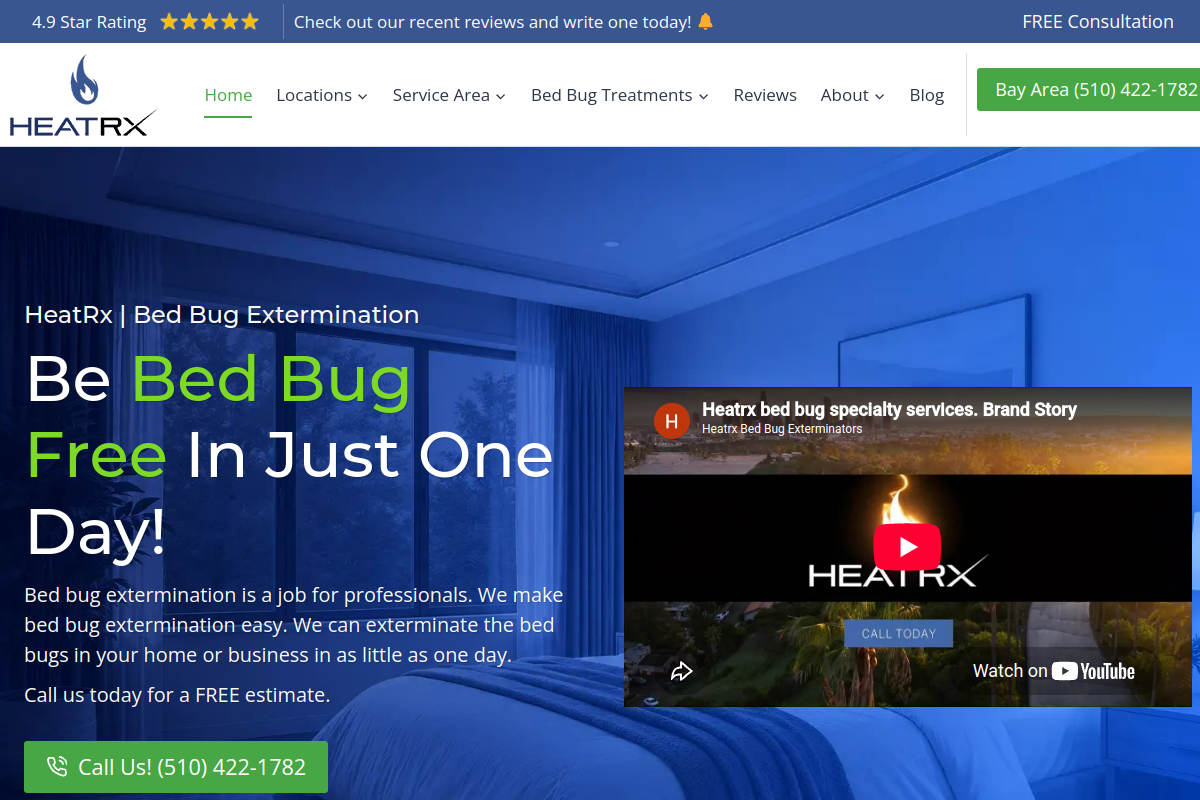 4.9 Star Rating
Check out our recent reviews and write one today!
FREE Consultation
HEATRX
Home
Locations
Service Area
Bed Bug Treatments
Reviews
About
Blog
Bay Area (510) 422-1782
HeatRx | Bed Bug Extermination
Be Bed Bug
Free In Just One
Day!
Bed bug extermination is a job for professionals. We make
bed bug extermination easy. We can exterminate the bed
bugs in your home or business in as little as one day.
Call us today for a FREE estimate.
Call Us! (510) 422-1782
H
Heatrx bed bug specialty services. Brand Story
Heatrx Bed Bug Exterminators
HEATRX
CALL TODAY
Watch on YouTube